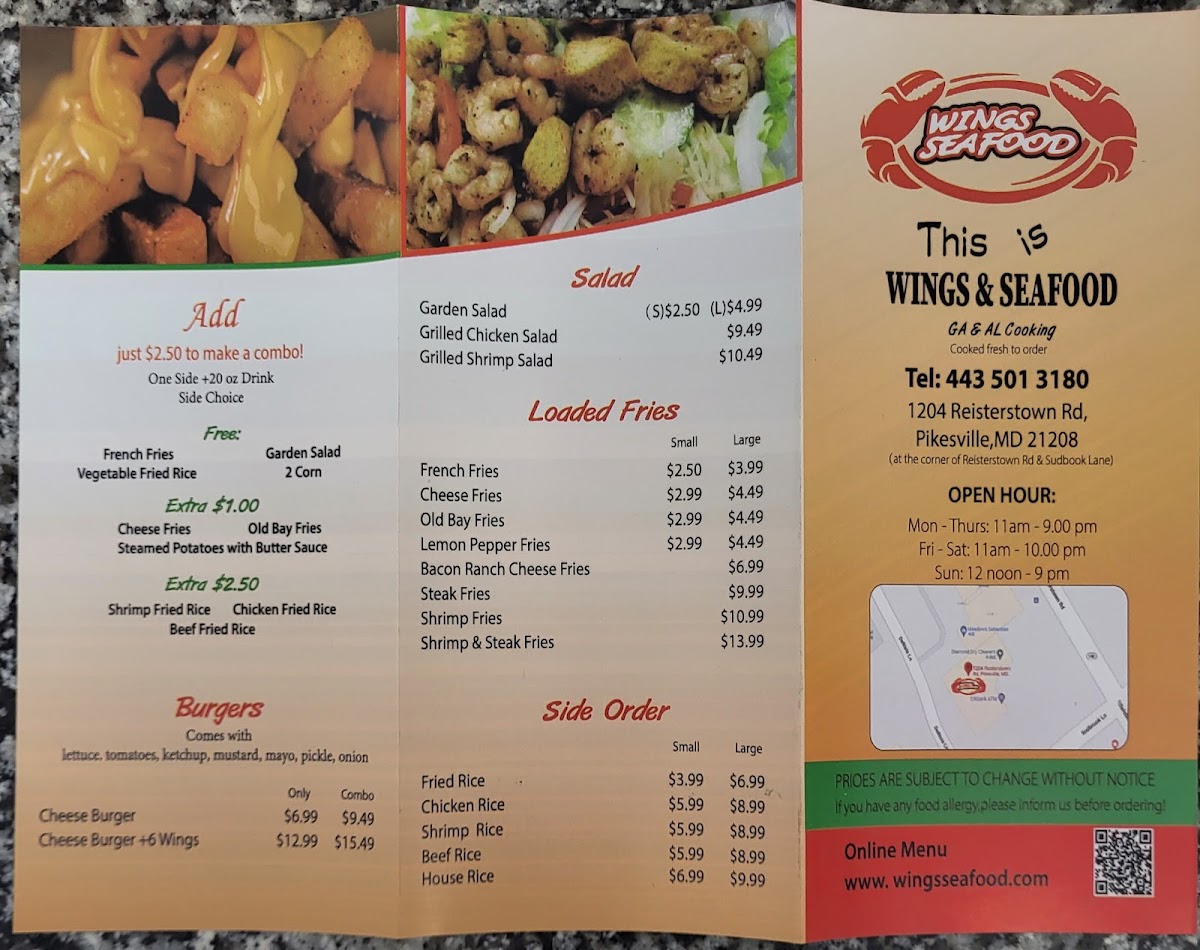 Add
just $2.50 to make a combo!
One Side +20 oz Drink
Side Choice
Free:
French Fries Garden Salad
Vegetable Fried Rice 2 Corn
Extra $1.00
Cheese Fries Old Bay Fries
Steamed Potatoes with Butter Sauce
Extra $2.50
Shrimp Fried Rice Chicken Fried Rice
Beef Fried Rice
Burgers
Comes with
lettuce, tomatoes, ketchup, mustard, mayo, pickle, onion
Only Combo
Cheese Burger $6.99 $9.49
Cheese Burger +6 Wings $12.99 $15.49
Salad
Garden Salad (S)$2.50 (L)$4.99
Grilled Chicken Salad $9.49
Grilled Shrimp Salad $10.49
Loaded Fries
Small Large
French Fries $2.50 $3.99
Cheese Fries $2.99 $4.49
Old Bay Fries $2.99 $4.49
Lemon Pepper Fries $2.99 $4.49
Bacon Ranch Cheese Fries $6.99
Steak Fries $9.99
Shrimp Fries $10.99
Shrimp & Steak Fries $13.99
Side Order
Small Large
Fried Rice $3.99 $6.99
Chicken Rice $5.99 $8.99
Shrimp Rice $5.99 $8.99
Beef Rice $5.99 $8.99
House Rice $6.99 $9.99
WINGS
SEAFOOD
This is
WINGS & SEAFOOD
GA & AL Cooking
Cooked fresh to order
Tel: 443 501 3180
1204 Reisterstown Rd,
Pikesville,MD 21208
(at the corner of Reisterstown Rd & Sudbook Lane)
OPEN HOUR:
Mon - Thurs: 11am - 9.00 pm
Fri - Sat: 11am - 10.00 pm
Sun: 12 noon - 9 pm
PRIOES ARE SUBJECT TO CHANGE WITHOUT NOTICE
If you have any food allergy,please inform us before ordering!
Online Menu
www. wingsseafood.com